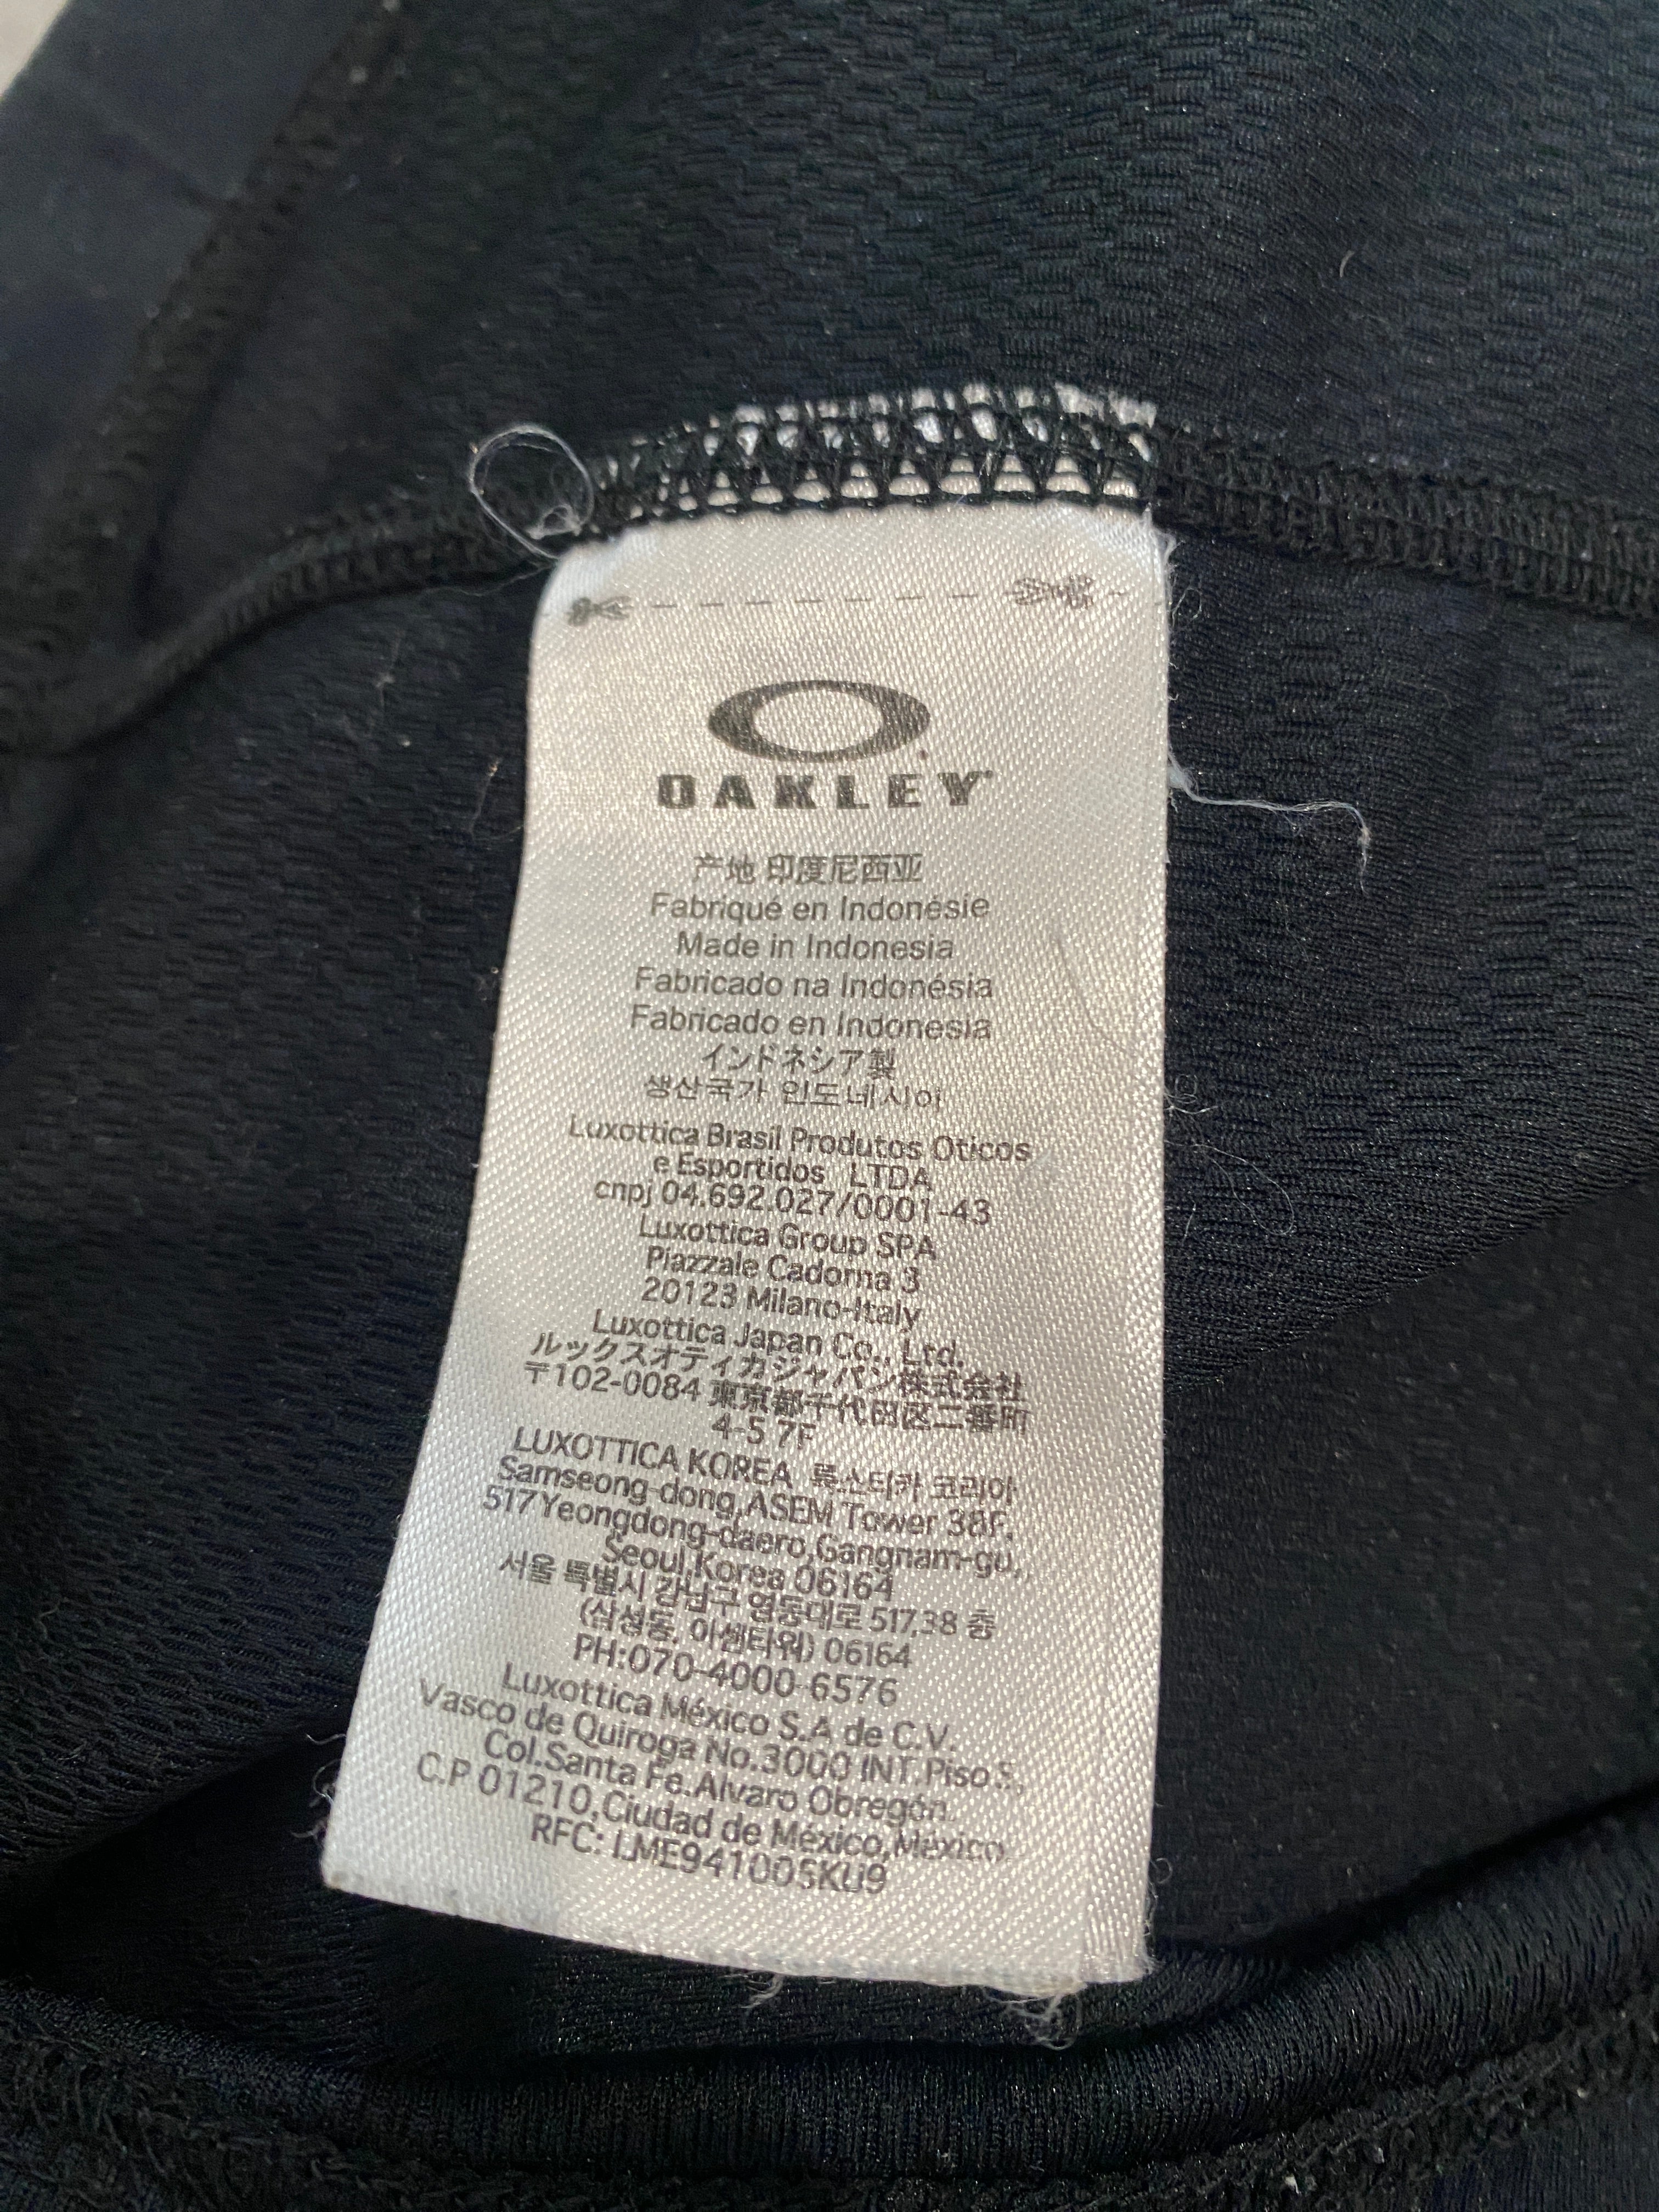 OAKLEY
产地 印度尼西亚
Fabriqué en Indonésie
Made in Indonesia
Fabricado na Indonésia
Fabricado en Indonesia
インドネシア製
생산국가 인도네시아
Luxottica Brasil Produtos Oticos
e Esportidos LTDA
cnpj 04.692.027/0001-43
Luxottica Group SPA
Piazzale Cadorna 3
20123 Milano-Italy
Luxottica Japan Co., Ltd.
ルックスオティカジャパン株式会社
〒102-0084 東京都千代田区二番町
4-5 7F
LUXOTTICA KOREA 룩소티카 코리아
Samseong-dong,ASEM Tower 38F,
517 Yeongdong-daero,Gangnam-gu,
Seoul,Korea 06164
서울 특별시 강남구 영동대로 517,38 층
(삼성동, 아셈타워) 06164
PH:070-4000-6576
Luxottica México S.A de C.V.
Vasco de Quiroga No.3000 INT.Piso 5,
Col.Santa Fe.Alvaro Obregón.
C.P 01210,Ciudad de México,México
RFC: LME941005KU9